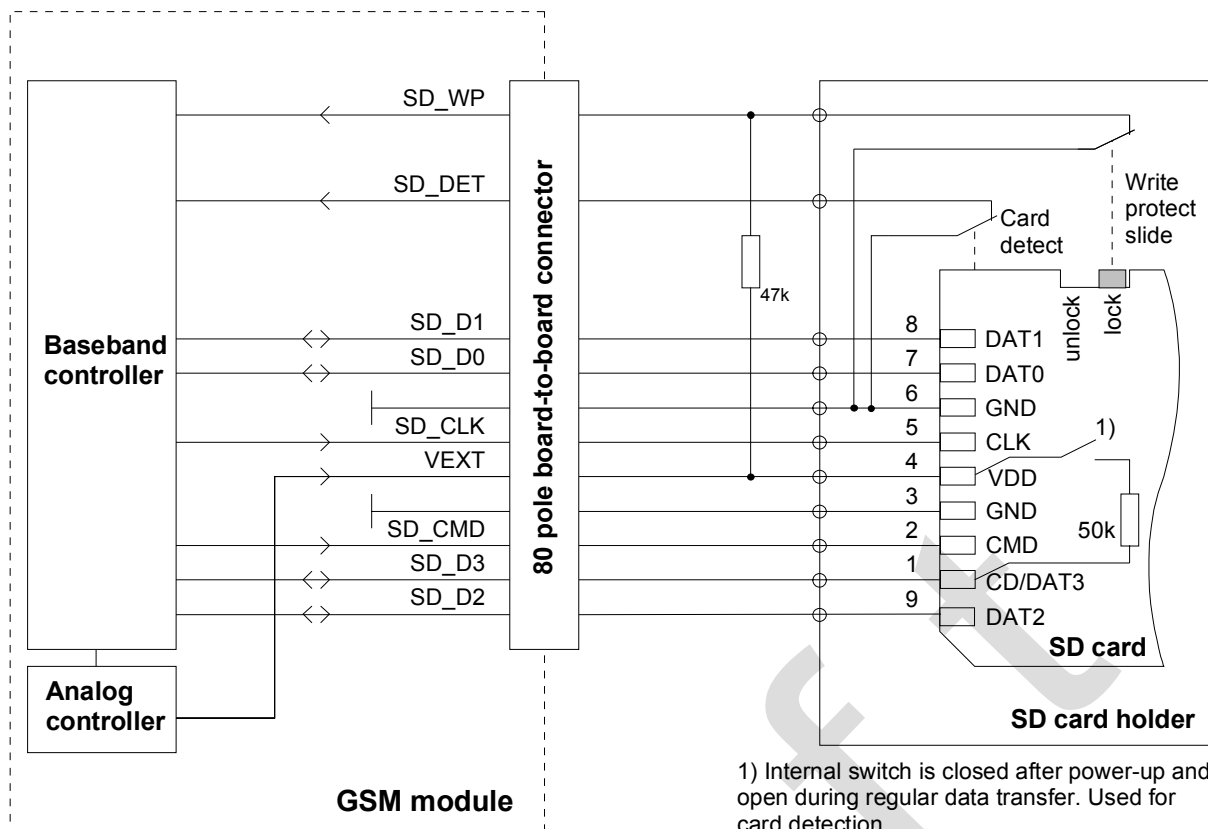 SD_WP
SD_DET
SD_D1
SD_D0
SD_CLK
VEXT
SD_CMD
SD_D3
SD_D2
Baseband
controller
Analog
controller
GSM module
80 pole board-to-board connector
47k
Card
detect
Write
protect
slide
unlock
lock
8 DAT1
7 DAT0
6 GND
5 CLK
1)
4 VDD
3 GND
50k
2 CMD
1 CD/DAT3
9 DAT2
SD card
SD card holder
1) Internal switch is closed after power-up and
open during regular data transfer. Used for
card detection
f t